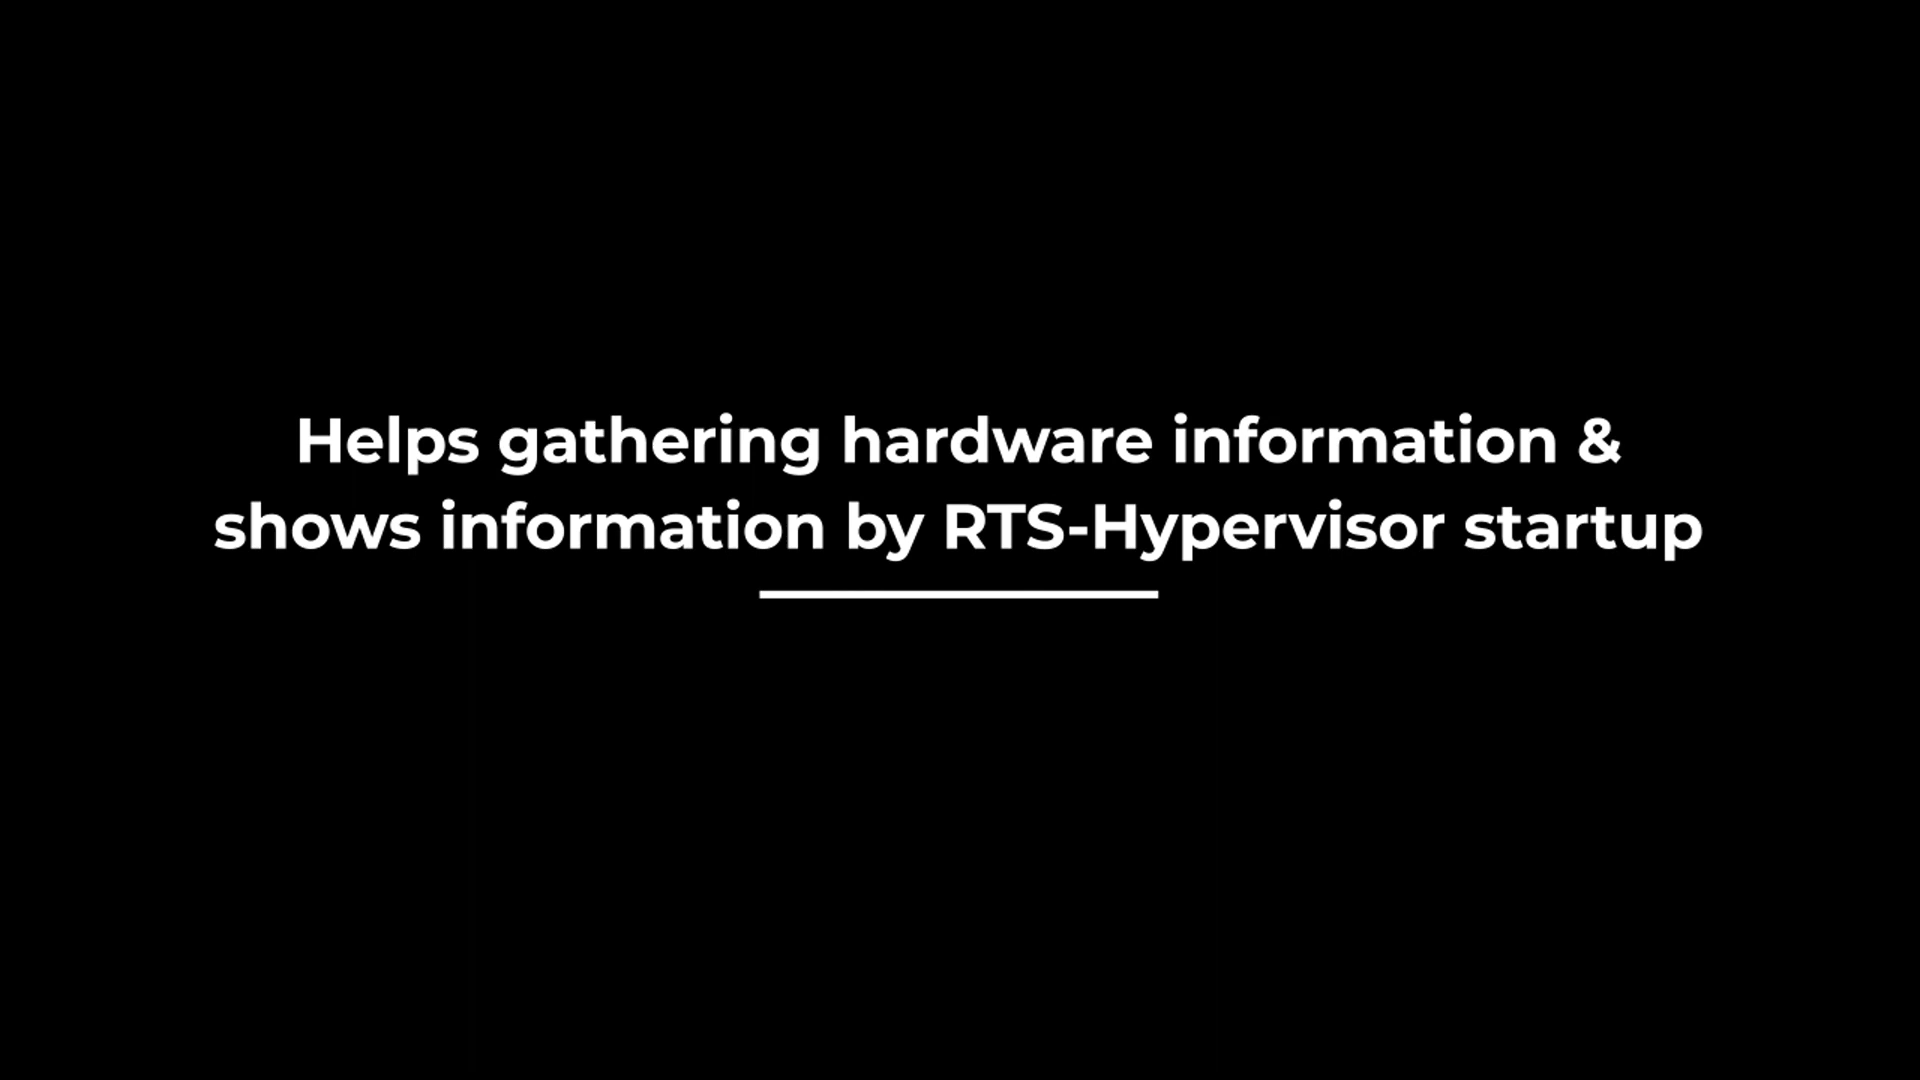 Helps gathering hardware information &
shows information by RTS-Hypervisor startup